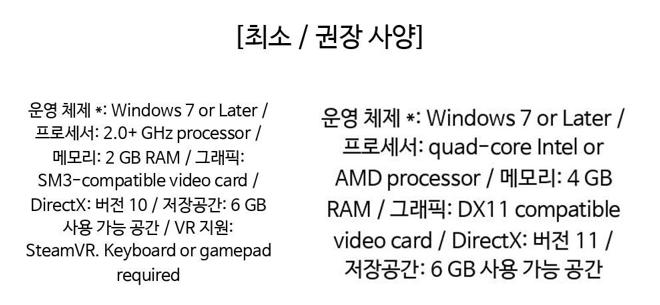 [최소 / 권장 사양]
운영 체제 *: Windows 7 or Later /
프로세서: 2.0+ GHz processor /
메모리: 2 GB RAM / 그래픽:
SM3-compatible video card /
DirectX: 버전 10 / 저장공간: 6 GB
사용 가능 공간 / VR 지원:
SteamVR. Keyboard or gamepad
required
운영 체제 *: Windows 7 or Later /
프로세서: quad-core Intel or
AMD processor / 메모리: 4 GB
RAM / 그래픽: DX11 compatible
video card / DirectX: 버전 11 /
저장공간: 6 GB 사용 가능 공간